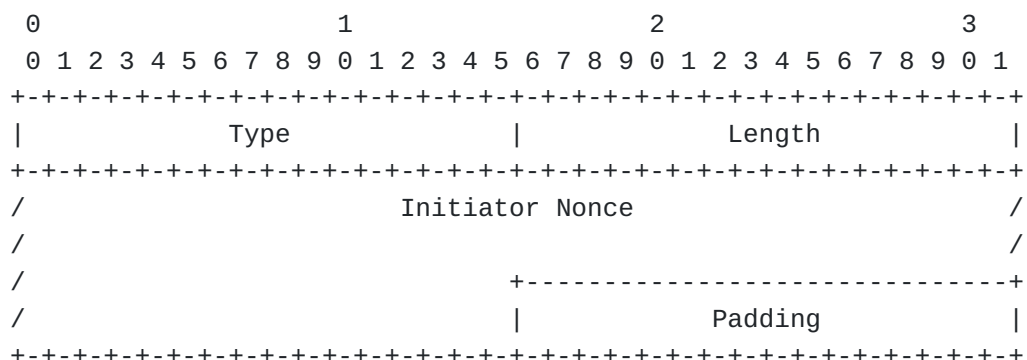 0                   1                   2                   3
 0 1 2 3 4 5 6 7 8 9 0 1 2 3 4 5 6 7 8 9 0 1 2 3 4 5 6 7 8 9 0 1
+-+-+-+-+-+-+-+-+-+-+-+-+-+-+-+-+-+-+-+-+-+-+-+-+-+-+-+-+-+-+-+-+
|             Type              |             Length            |
+-+-+-+-+-+-+-+-+-+-+-+-+-+-+-+-+-+-+-+-+-+-+-+-+-+-+-+-+-+-+-+-+
/                        Initiator Nonce                        /
/                                                               /
/                               +-------------------------------+
/                               |            Padding            |
+-+-+-+-+-+-+-+-+-+-+-+-+-+-+-+-+-+-+-+-+-+-+-+-+-+-+-+-+-+-+-+-+